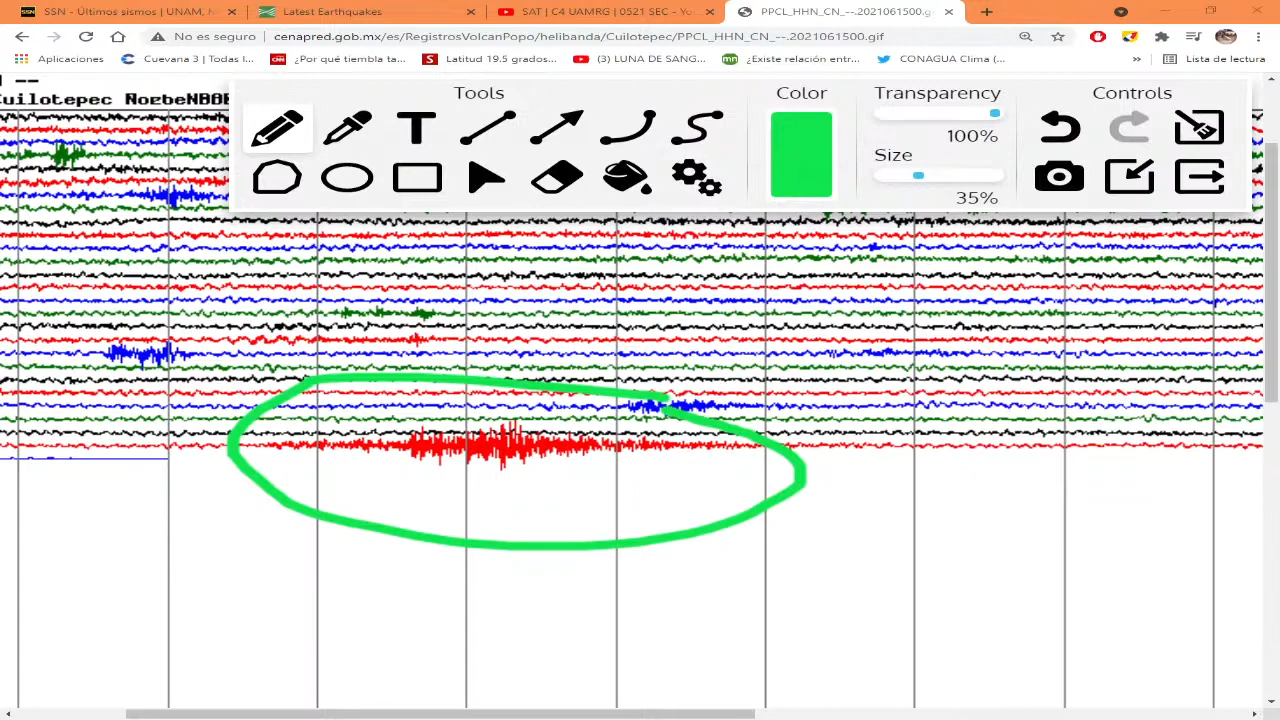 SSN - Últimos sismos | UNAM, M
Latest Earthquakes
SAT | C4 UAMRG | 0521 SEC - Yo
PPCL_HHN_CN_--.2021061500.g
No es seguro
cenapred.gob.mx/es/RegistrosVolcanPopo/helibanda/Cuilotepec/PPCL_HHN_CN_--.2021061500.gif
Aplicaciones
Cuevana 3 | Todas l...
¿Por qué tiembla ta...
Latitud 19.5 grados...
(3) LUNA DE SANG...
¿Existe relación entr...
CONAGUA Clima (...
»
Lista de lectura
--
Cuilotepec
Tools
Color
Transparency
100%
Size
35%
Controls